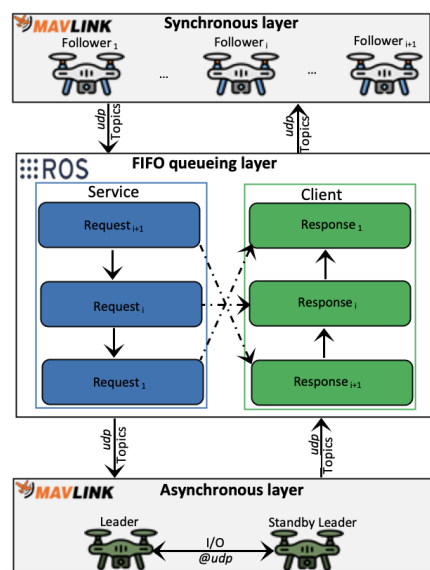 MAVLINK
Synchronous layer
Follower 1
Follower i
Follower i+1
...
...
udp
Topics
udp
Topics
ROS
FIFO queueing layer
Service
Client
Request i+1
Response 1
Request i
Response i
Request 1
Response i+1
udp
Topics
udp
Topics
MAVLINK
Asynchronous layer
Leader
I/O
@udp
Standby Leader